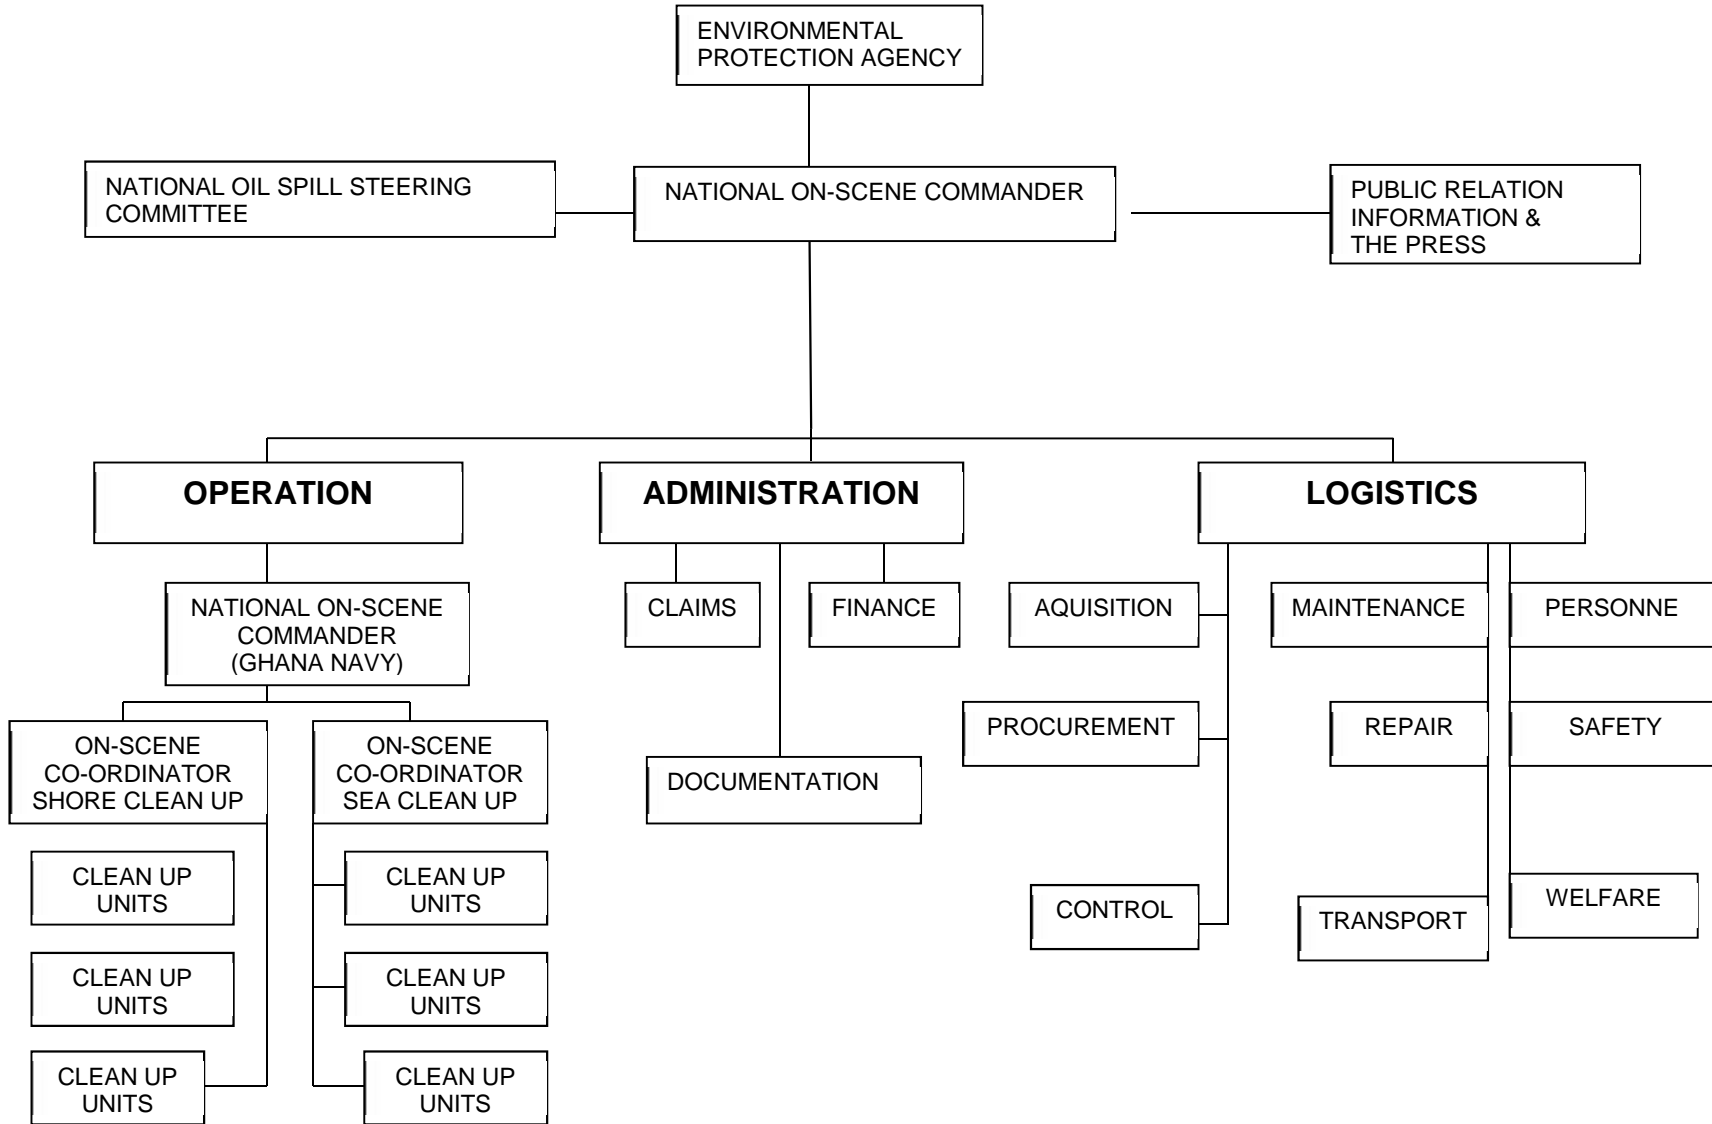 ENVIRONMENTAL
PROTECTION AGENCY
NATIONAL OIL SPILL STEERING
COMMITTEE
NATIONAL ON-SCENE COMMANDER
PUBLIC RELATION
INFORMATION &
THE PRESS
OPERATION
ADMINISTRATION
LOGISTICS
NATIONAL ON-SCENE
COMMANDER
(GHANA NAVY)
CLAIMS
FINANCE
AQUISITION
MAINTENANCE
PERSONNE
ON-SCENE
CO-ORDINATOR
SHORE CLEAN UP
ON-SCENE
CO-ORDINATOR
SEA CLEAN UP
DOCUMENTATION
PROCUREMENT
REPAIR
SAFETY
CLEAN UP
UNITS
CLEAN UP
UNITS
CONTROL
TRANSPORT
WELFARE
CLEAN UP
UNITS
CLEAN UP
UNITS
CLEAN UP
UNITS
CLEAN UP
UNITS